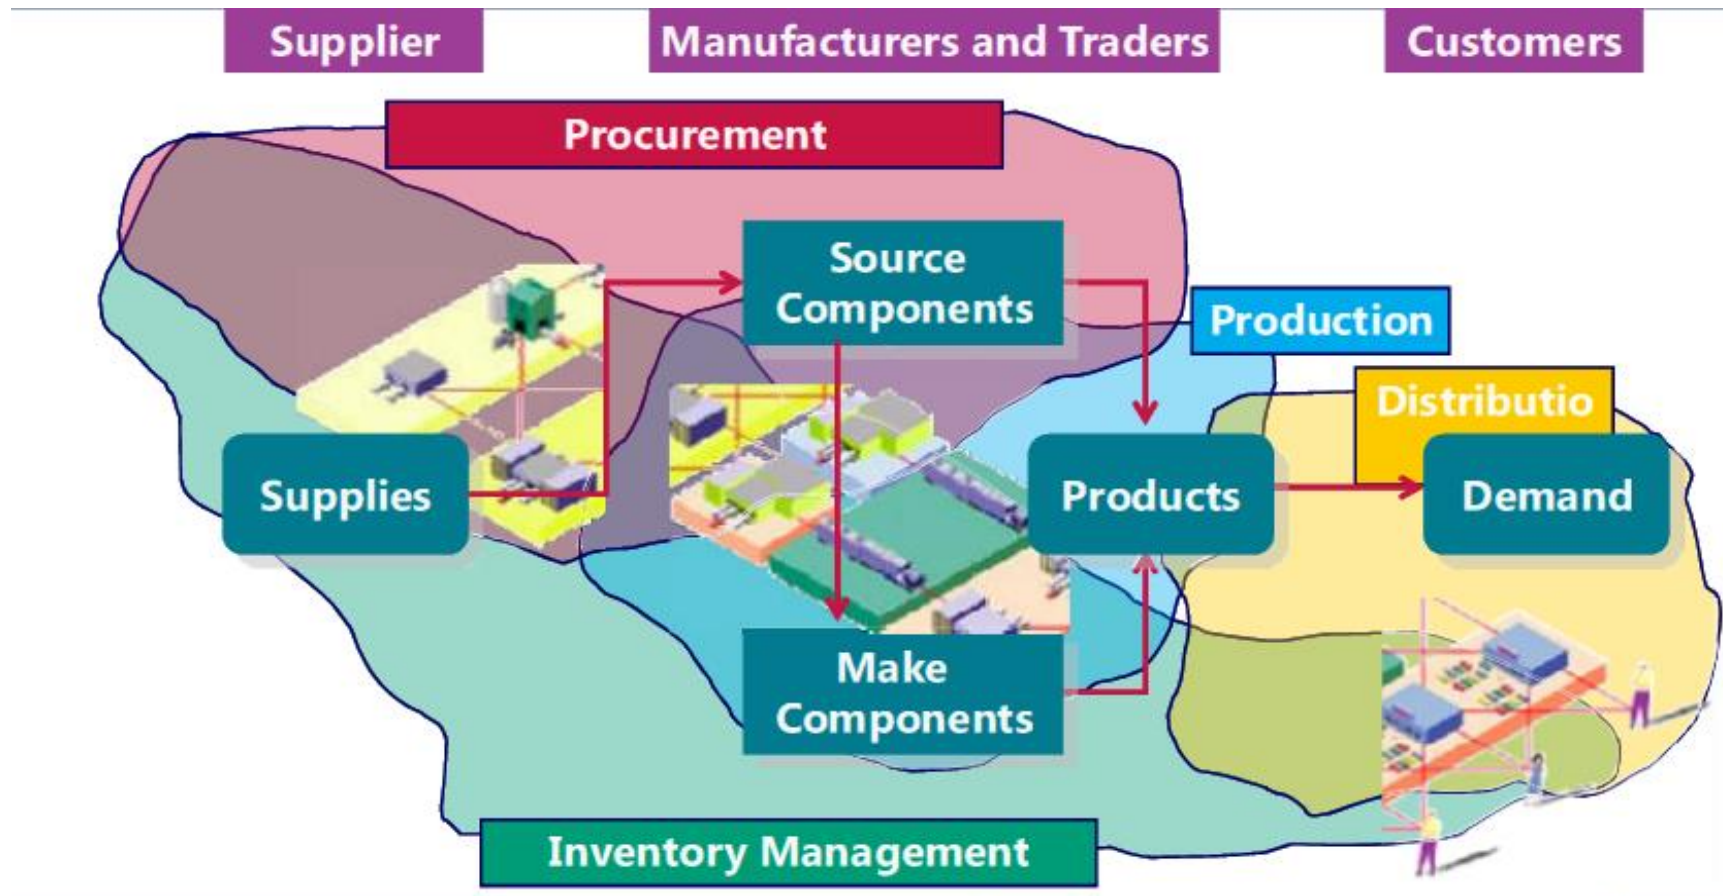 Supplier
Manufacturers and Traders
Customers
Procurement
Source
Components
Production
Distributio
Supplies
Products
Demand
Make
Components
Inventory Management